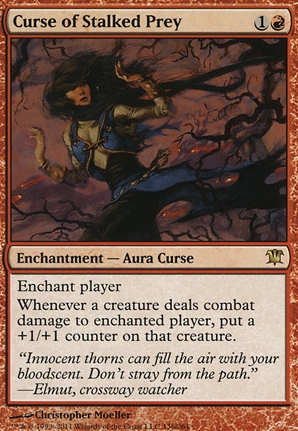 Curse of Stalked Prey 1
Enchantment — Aura Curse
Enchant player
Whenever a creature deals combat
damage to enchanted player, put a
+1/+1 counter on that creature.
“Innocent thorns can fill the air with your
bloodscent. Don’t stray from the path.”
—Elmut, crossway watcher
Christopher Moeller